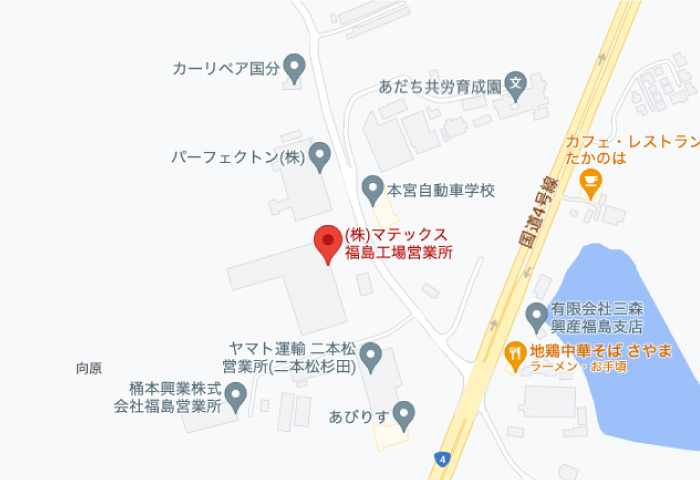 カーリペア国分
あだち共労育成園
文
カフェ・レストラン
たかのは
パーフェクトン(株)
本宮自動車学校
国道4号線
(株)マテックス
福島工場営業所
有限会社三森
興産福島支店
ヤマト運輸 二本松
営業所(二本松杉田)
地鶏中華そば さやま
ラーメン・お手頃
向原
桶本興業株式
会社福島営業所
あびりす
4